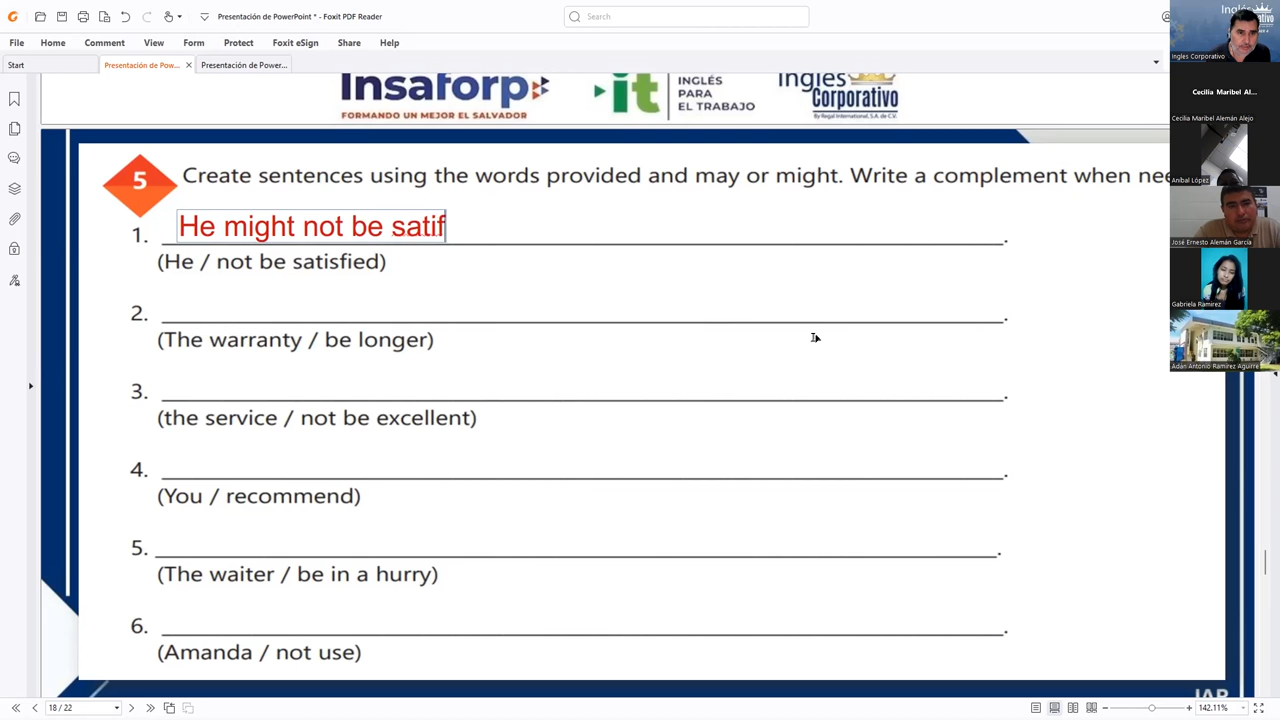 Presentación de PowerPoint * - Foxit PDF Reader
Search
File Home Comment View Form Protect Foxit eSign Share Help
Start
Presentación de Pow...
Presentación de Power...
Insaforp
FORMANDO UN MEJOR EL SALVADOR
it
INGLÉS
PARA
EL TRABAJO
Inglés
Corporativo
By Regal International, S.A. de C.V.
5
Create sentences using the words provided and may or might. Write a complement when nee
He might not be satif
1. .
(He / not be satisfied)
2. .
(The warranty / be longer)
3. .
(the service / not be excellent)
4. .
(You / recommend)
5. .
(The waiter / be in a hurry)
6. .
(Amanda / not use)
18 / 22
142.11%
Ingles Corporativo
Cecilia Maribel Al...
Cecilia Maribel Alemán Alejo
Anibal López
José Ernesto Alemán García
Gabriela Ramirez
Adán Antonio Ramirez Aguirre